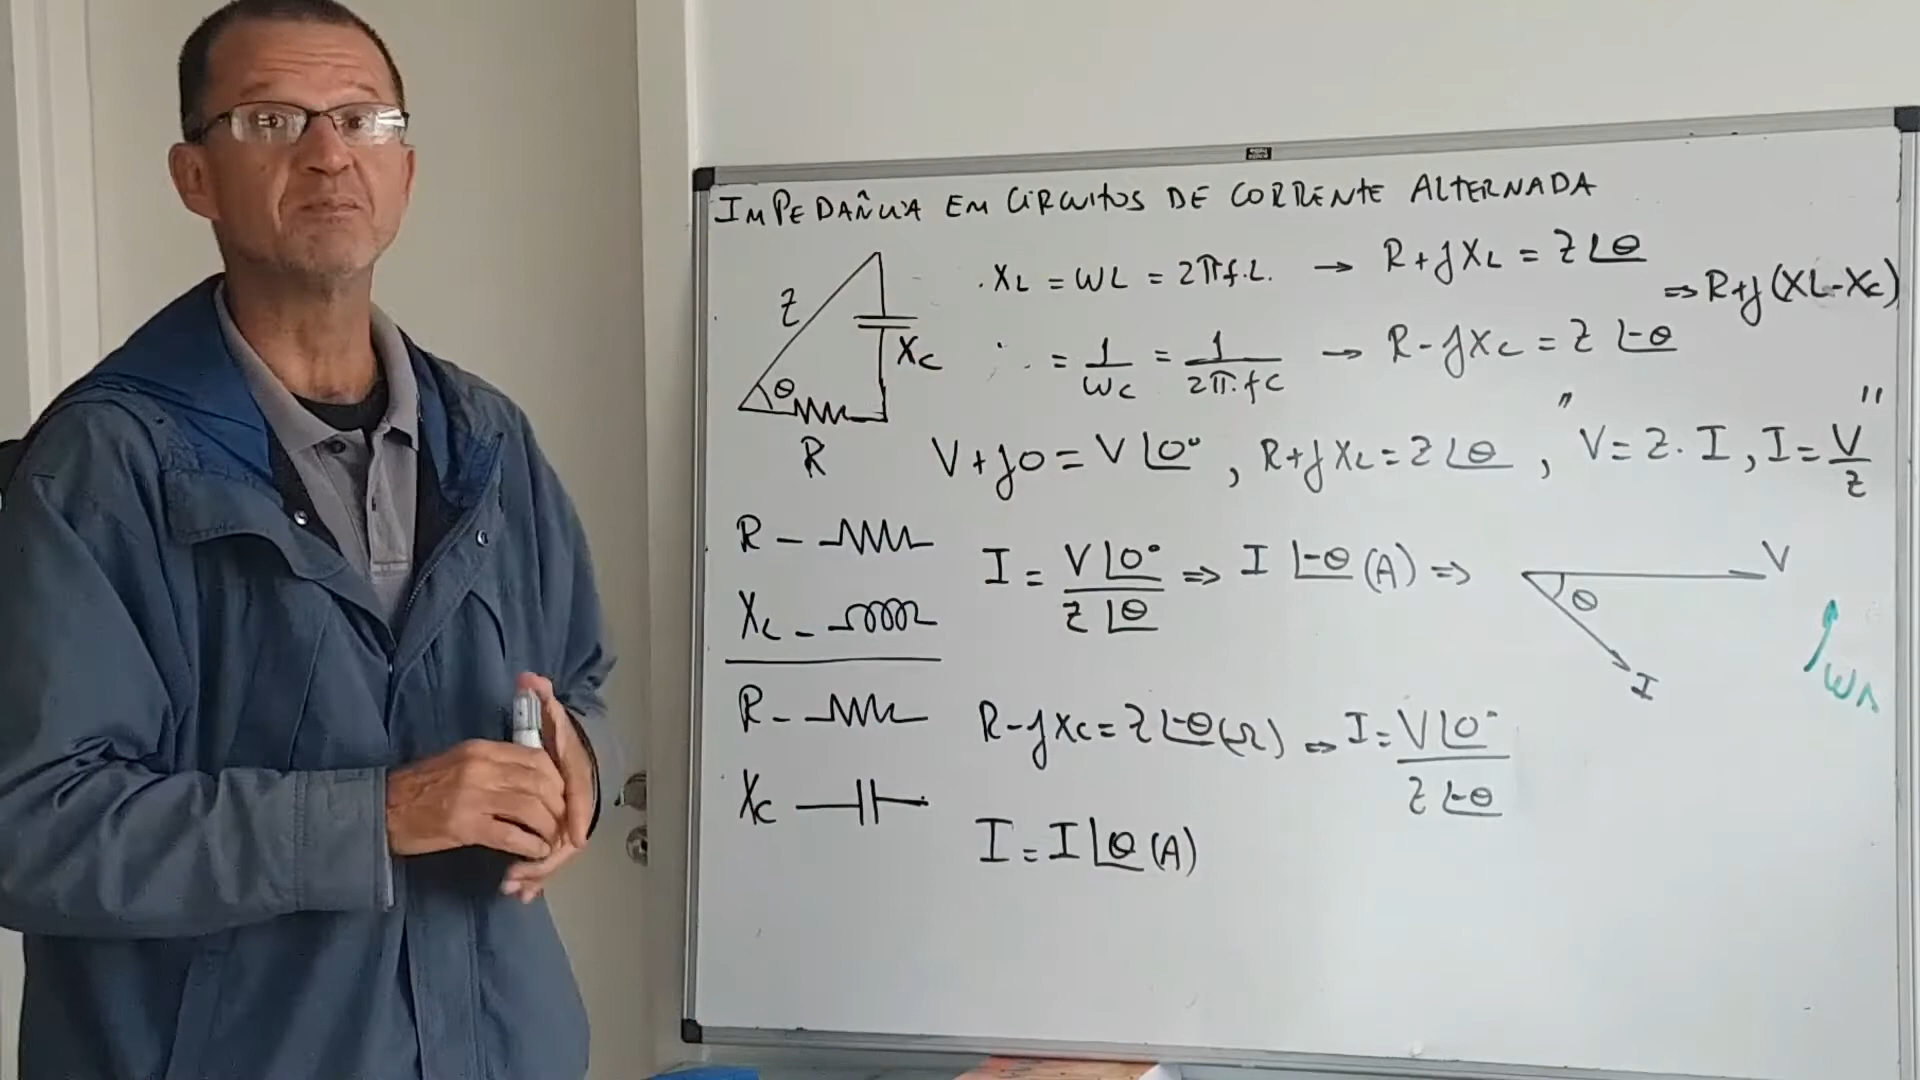 IMPEDÂNCIA EM CIRCUITOS DE CORRENTE ALTERNADA
Z
XC
θ
R
. XL = WL = 2πf.L. → R+jXL = Z∠θ
⇒ R+j(XL-XC)
= 1/WC = 1/2π.fC → R-jXC = Z∠-θ
V+j0 = V∠0°, R+jXL = Z∠θ, "V=Z.I, I=V/Z"
R -
XL -
I = V∠0°/Z∠θ ⇒ I∠-θ(A) ⇒
V
θ
I
W
R -
XC
R-jXC = Z∠-θ(Ω) ⇒ I = V∠0°/Z∠-θ
I = I∠θ(A)